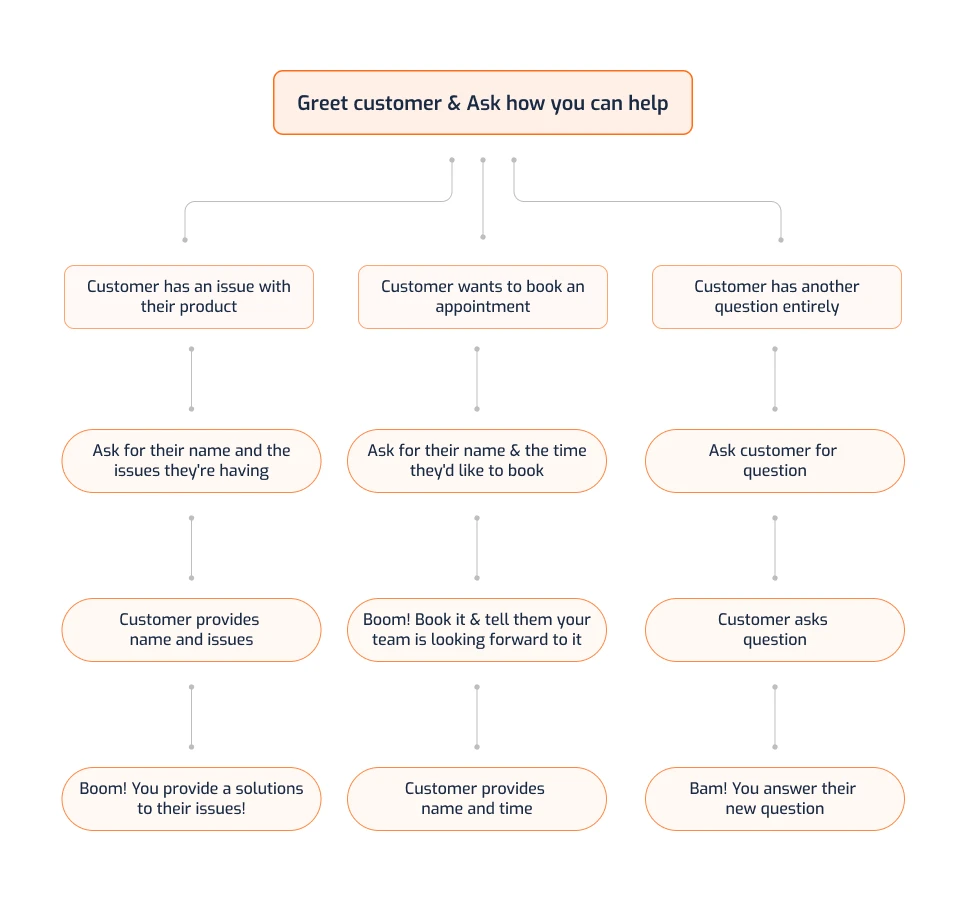 Greet customer & Ask how you can help
Customer has an issue with
their product
Customer wants to book an
appointment
Customer has another
question entirely
Ask for their name and the
issues they're having
Ask for their name & the time
they'd like to book
Ask customer for
question
Customer provides
name and issues
Boom! Book it & tell them your
team is looking forward to it
Customer asks
question
Boom! You provide a solutions
to their issues!
Customer provides
name and time
Bam! You answer their
new question